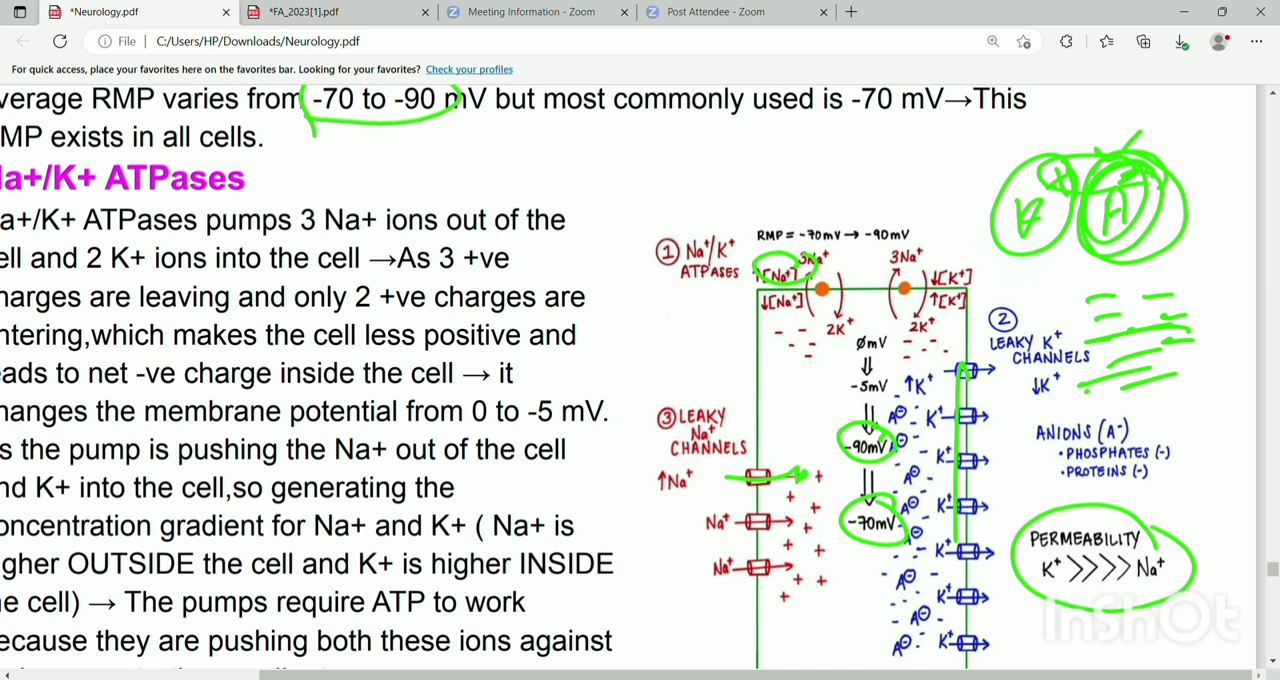 *Neurology.pdf
*FA_2023[1].pdf
Meeting Information - Zoom
Post Attendee - Zoom
File
C:/Users/HP/Downloads/Neurology.pdf
For quick access, place your favorites here on the favorites bar. Looking for your favorites? Check your profiles
verage RMP varies from -70 to -90 mV but most commonly used is -70 mV→This
MP exists in all cells.
la+/K+ ATPases
a+/K+ ATPases pumps 3 Na+ ions out of the
ell and 2 K+ ions into the cell →As 3 +ve
harges are leaving and only 2 +ve charges are
ntering,which makes the cell less positive and
eads to net -ve charge inside the cell → it
hanges the membrane potential from 0 to -5 mV.
s the pump is pushing the Na+ out of the cell
nd K+ into the cell,so generating the
oncentration gradient for Na+ and K+ ( Na+ is
gher OUTSIDE the cell and K+ is higher INSIDE
e cell) → The pumps require ATP to work
ecause they are pushing both these ions against
RMP = -70mV → -90mV
① Na⁺/K⁺
ATPASES
↑[Na⁺]
3Na⁺
3Na⁺
↓[K⁺]
↓[Na⁺]
↑[K⁺]
2K⁺
2K⁺
ømV
⇓
-5mV
⇓
-90mV
⇓
-70mV
②
LEAKY K⁺
CHANNELS
↓K⁺
↑K⁺
③ LEAKY
Na⁺
CHANNELS
↑Na⁺
Na⁺
Na⁺
A⊖ K⁺
A⊖ K⁺
A⊖
A⊖ K⁺
A⊖ K⁺
A⊖ K⁺
A⊖
A⊖ K⁺
ANIONS (A⁻)
• PHOSPHATES (-)
• PROTEINS (-)
PERMEABILITY
K⁺ >>>> Na⁺
K +
A
InShOt